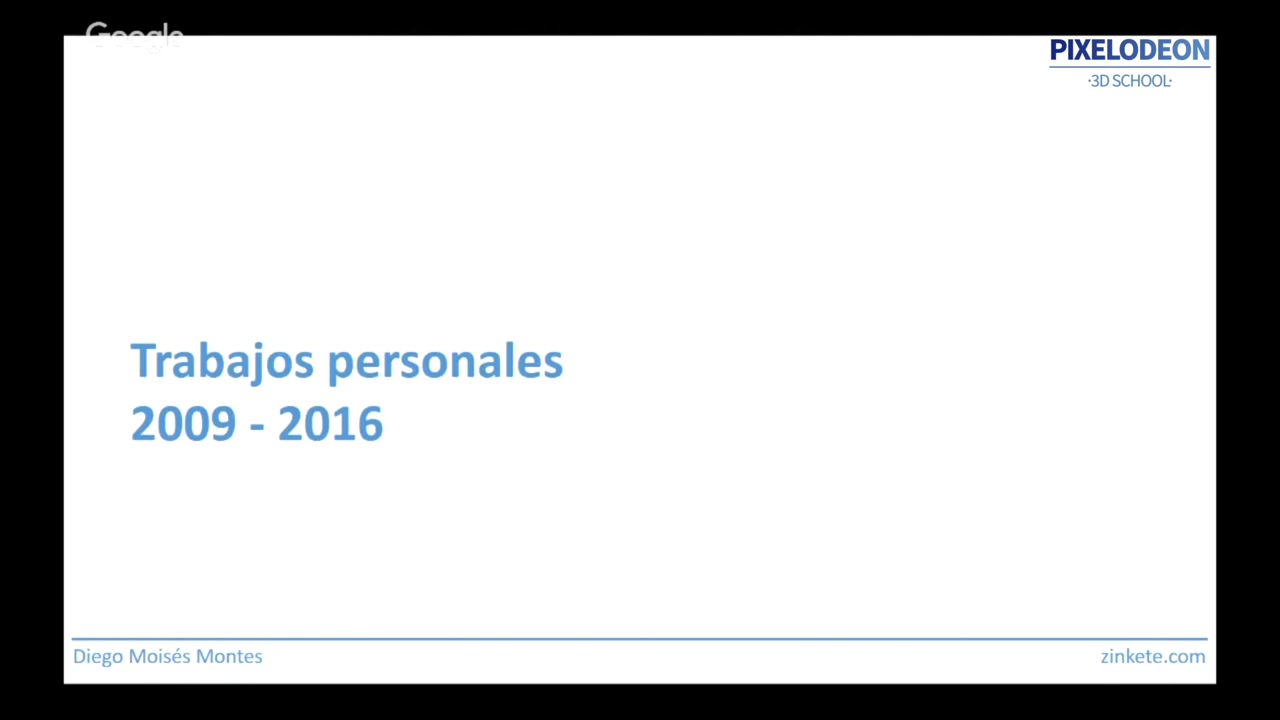 Google
PIXELODEON
·3D SCHOOL·
Trabajos personales
2009 - 2016
Diego Moisés Montes
zinkete.com